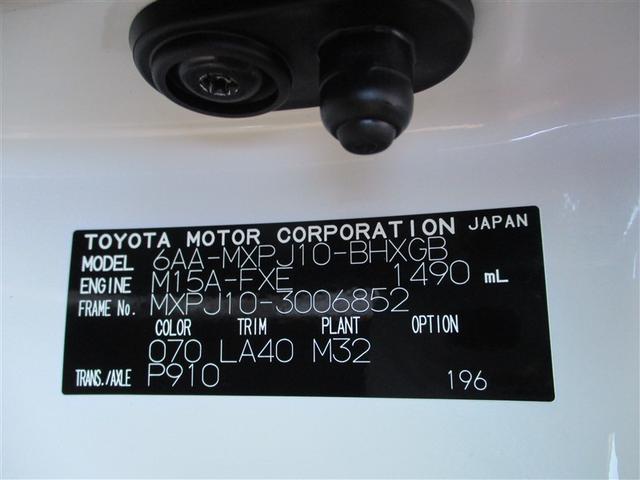 TOYOTA MOTOR CORPORATION JAPAN
MODEL 6AA-MXPJ10-BHXGB
ENGINE M15A-FXE 1490 mL
FRAME No. MXPJ10-3006852
COLOR TRIM PLANT OPTION
070 LA40 M32
TRANS./AXLE P910 196